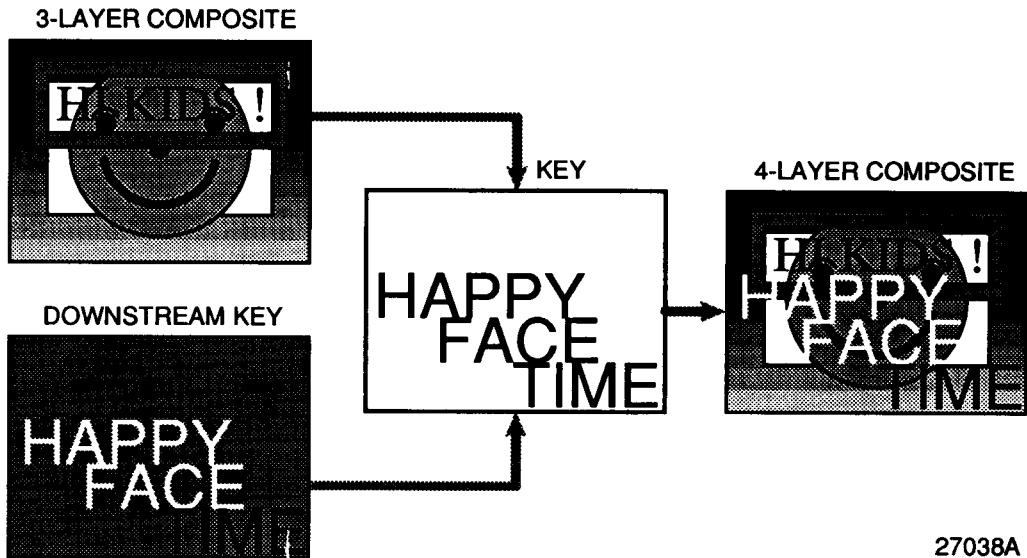 3-LAYER COMPOSITE
HI KIDS !
KEY
HAPPY
FACE
TIME
4-LAYER COMPOSITE
HI KIDS !
HAPPY
FACE
TIME
DOWNSTREAM KEY
HAPPY
FACE
TIME
27038A